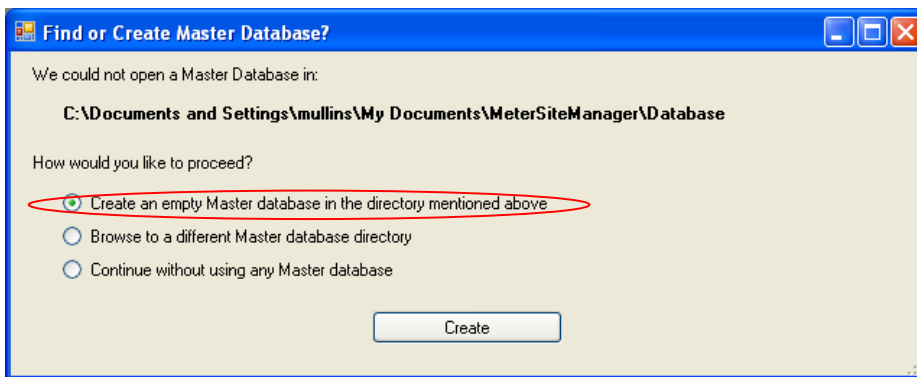 Find or Create Master Database?
We could not open a Master Database in:
C:\Documents and Settings\mullins\My Documents\MeterSiteManager\Database
How would you like to proceed?
Create an empty Master database in the directory mentioned above
Browse to a different Master database directory
Continue without using any Master database
Create